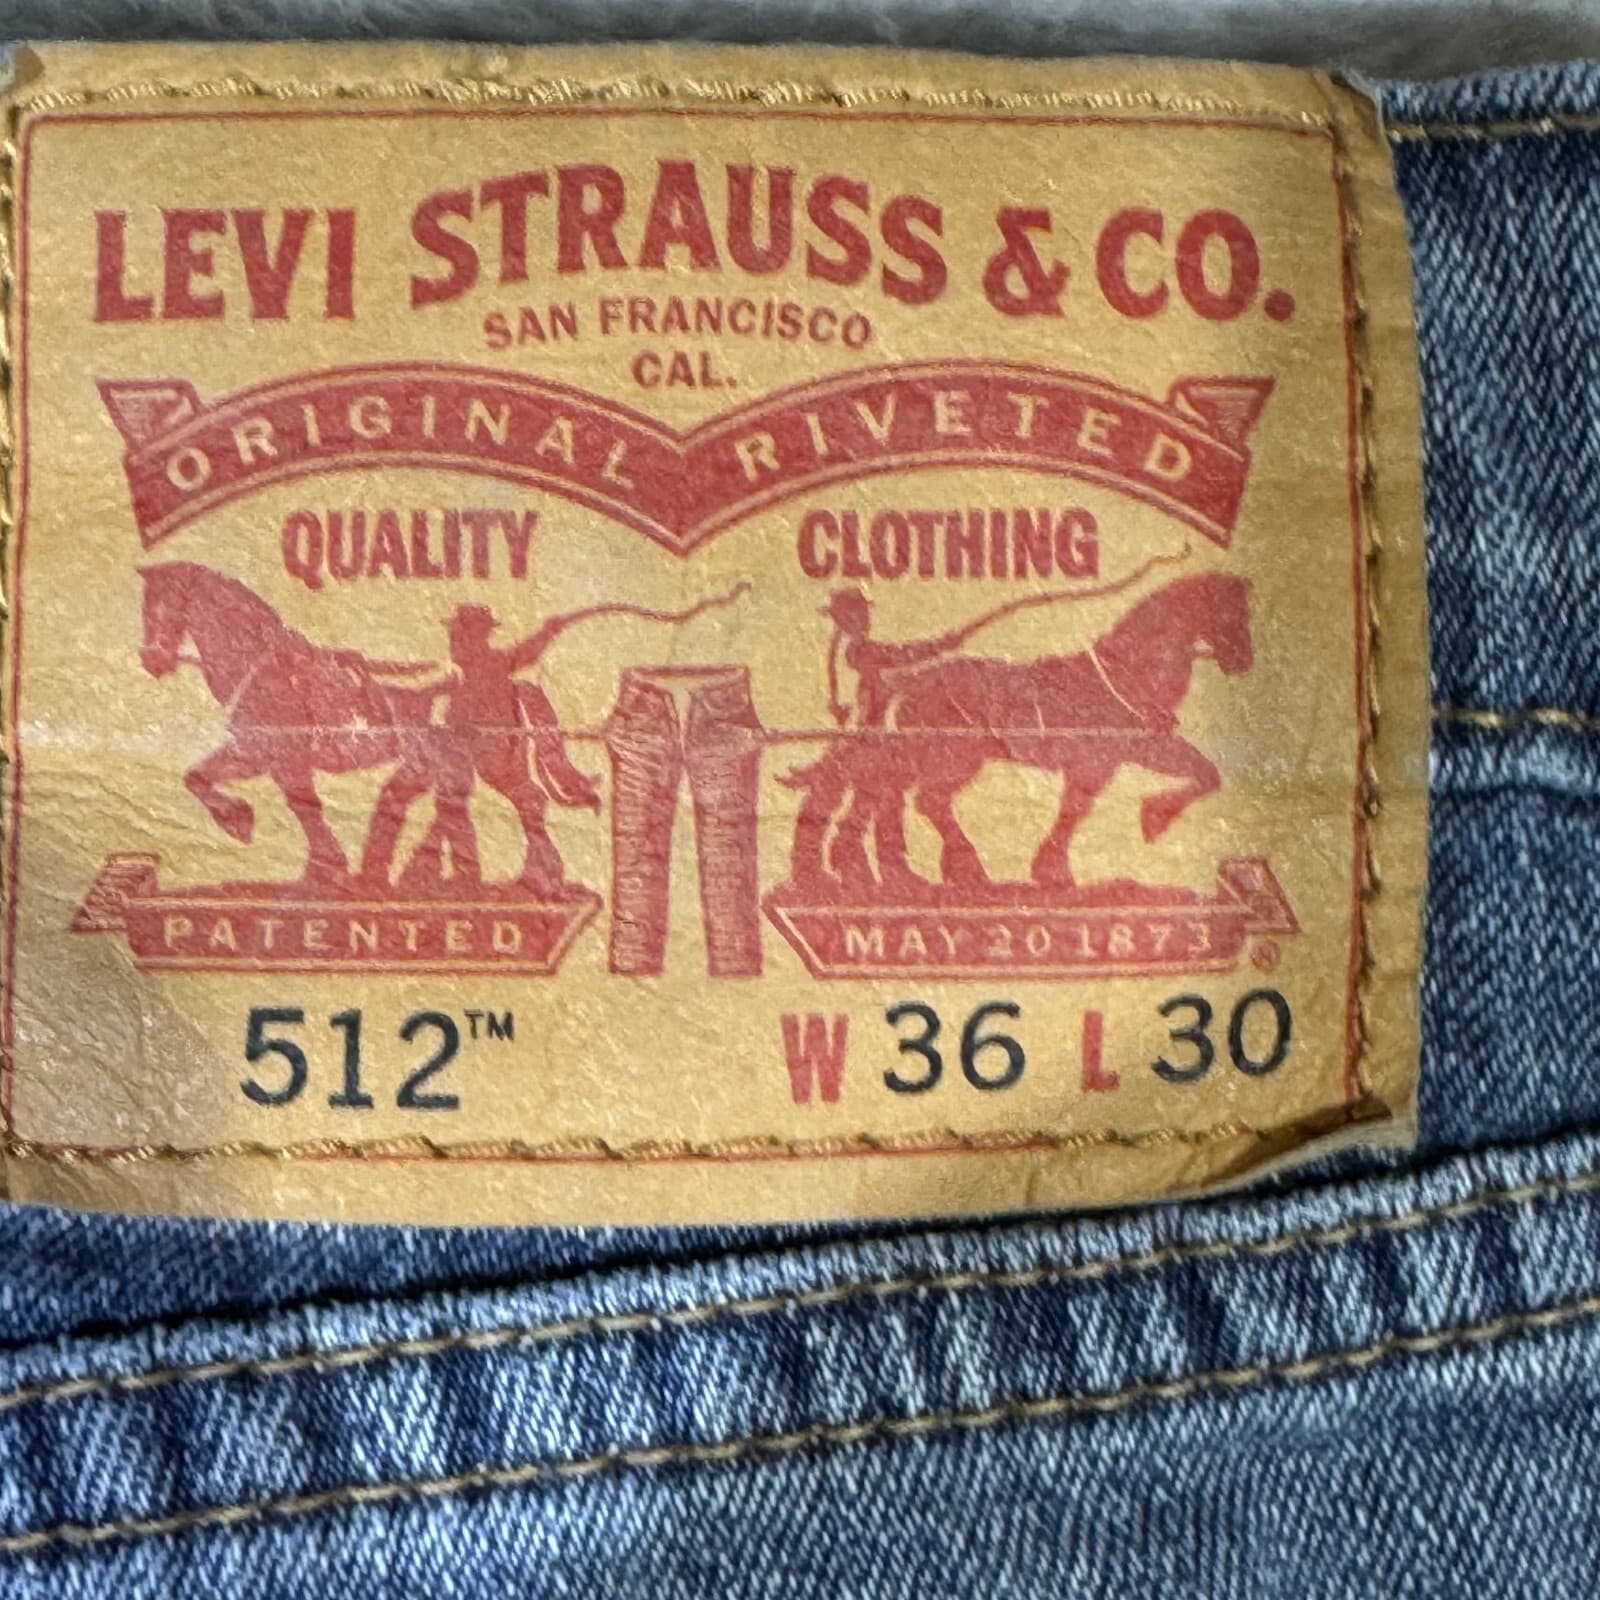 LEVI STRAUSS & CO.
SAN FRANCISCO
CAL.
ORIGINAL RIVETED
QUALITY CLOTHING
PATENTED MAY 20 1873 ®
512™ W 36 L 30